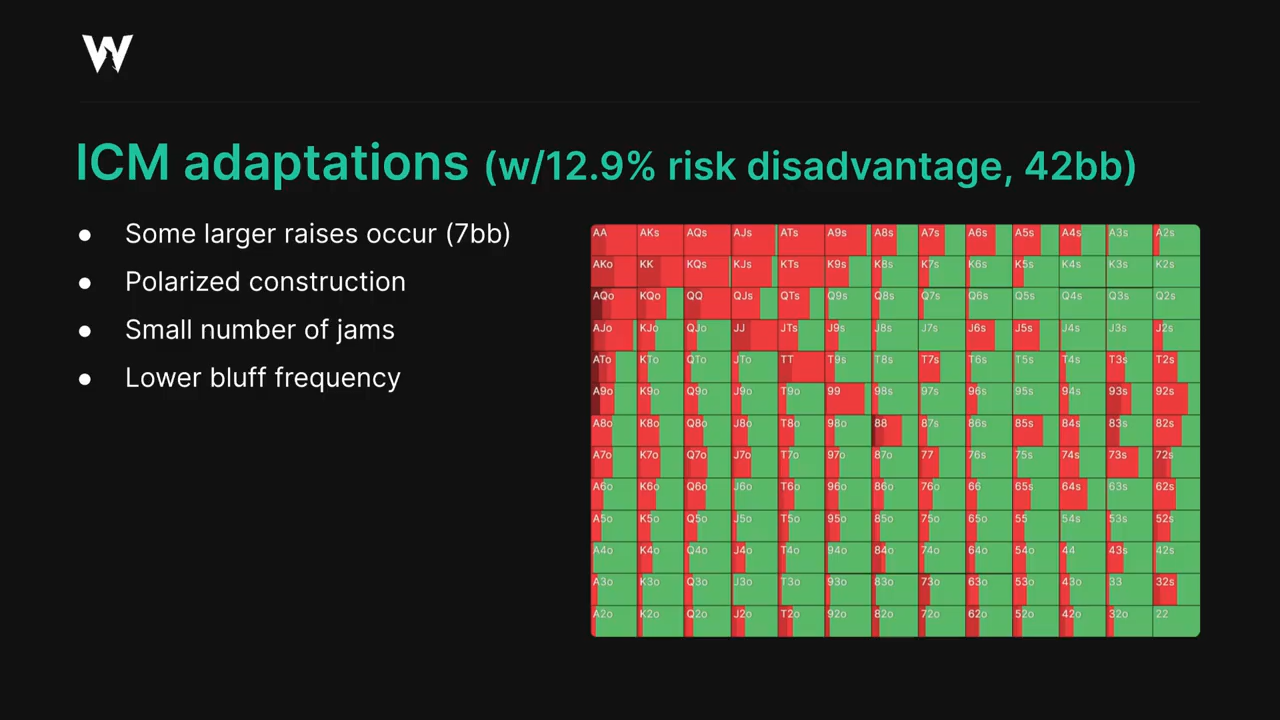 W
ICM adaptations (w/12.9% risk disadvantage, 42bb)
● Some larger raises occur (7bb)
● Polarized construction
● Small number of jams
● Lower bluff frequency
AA AKs AQs AJs ATs A9s A8s A7s A6s A5s A4s A3s A2s
AKo KK KQs KJs KTs K9s K8s K7s K6s K5s K4s K3s K2s
AQo KQo QQ QJs QTs Q9s Q8s Q7s Q6s Q5s Q4s Q3s Q2s
AJo KJo QJo JJ JTs J9s J8s J7s J6s J5s J4s J3s J2s
ATo KTo QTo JTo TT T9s T8s T7s T6s T5s T4s T3s T2s
A9o K9o Q9o J9o T9o 99 98s 97s 96s 95s 94s 93s 92s
A8o K8o Q8o J8o T8o 98o 88 87s 86s 85s 84s 83s 82s
A7o K7o Q7o J7o T7o 97o 87o 77 76s 75s 74s 73s 72s
A6o K6o Q6o J6o T6o 96o 86o 76o 66 65s 64s 63s 62s
A5o K5o Q5o J5o T5o 95o 85o 75o 65o 55 54s 53s 52s
A4o K4o Q4o J4o T4o 94o 84o 74o 64o 54o 44 43s 42s
A3o K3o Q3o J3o T3o 93o 83o 73o 63o 53o 43o 33 32s
A2o K2o Q2o J2o T2o 92o 82o 72o 62o 52o 42o 32o 22